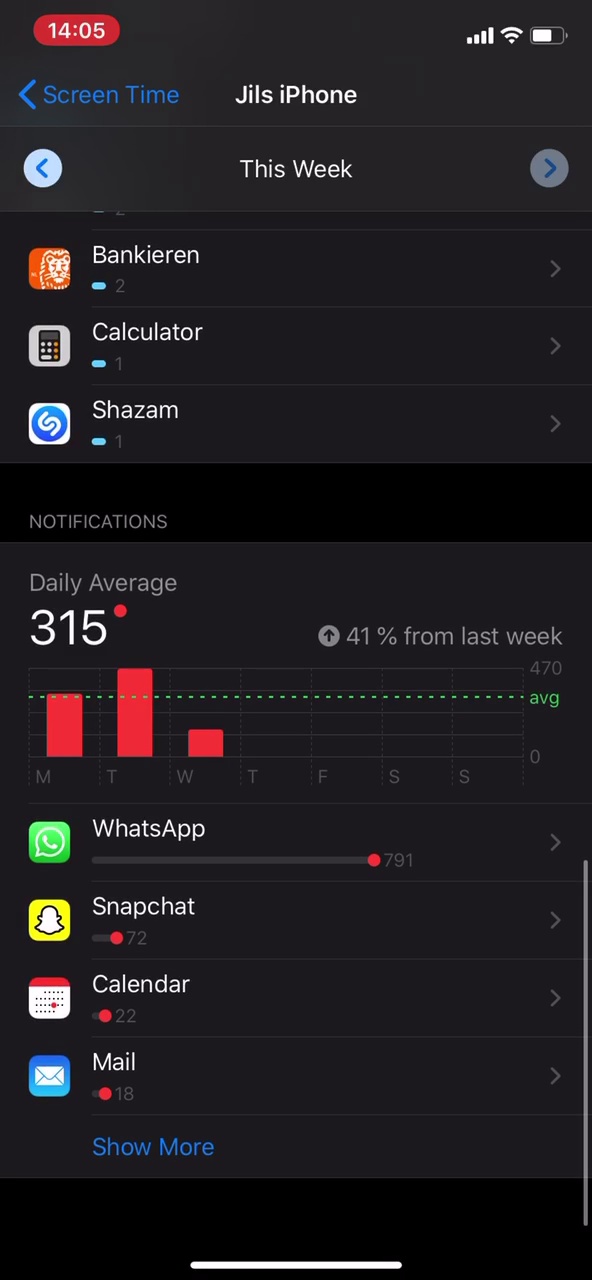 14:05
Screen Time
Jils iPhone
This Week
Bankieren
2
Calculator
1
Shazam
1
NOTIFICATIONS
Daily Average
315
41 % from last week
470
avg
0
M T W T F S S
WhatsApp
791
Snapchat
72
Calendar
22
Mail
18
Show More